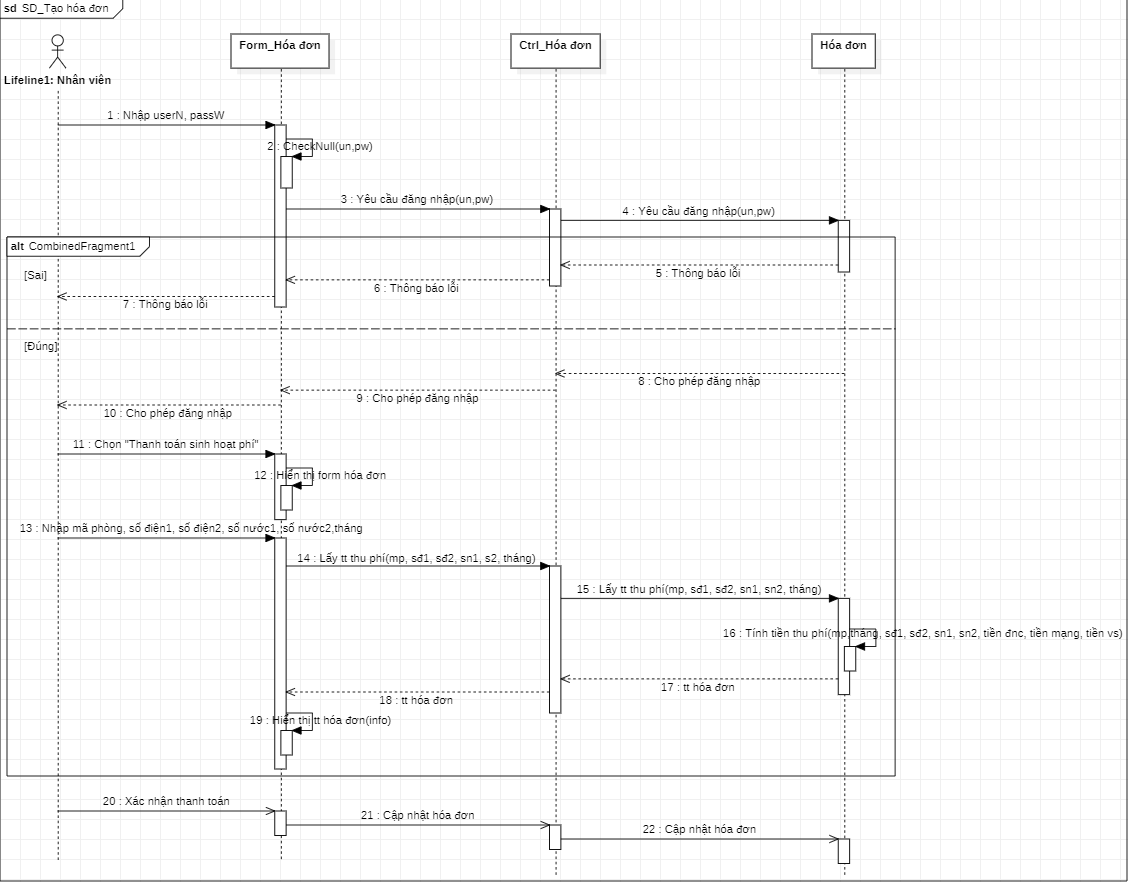 sd SD_Tạo hóa đơn
Form_Hóa đơn
Ctrl_Hóa đơn
Hóa đơn
Lifeline1: Nhân viên
1 : Nhập userN, passW
2 : CheckNull(un,pw)
3 : Yêu cầu đăng nhập(un,pw)
4 : Yêu cầu đăng nhập(un,pw)
alt CombinedFragment1
[Sai]
5 : Thông báo lỗi
6 : Thông báo lỗi
7 : Thông báo lỗi
[Đúng]
8 : Cho phép đăng nhập
9 : Cho phép đăng nhập
10 : Cho phép đăng nhập
11 : Chọn "Thanh toán sinh hoạt phí"
12 : Hiển thị form hóa đơn
13 : Nhập mã phòng, số điện1, số điện2, số nước1, số nước2,tháng
14 : Lấy tt thu phí(mp, sđ1, sđ2, sn1, s2, tháng)
15 : Lấy tt thu phí(mp, sđ1, sđ2, sn1, sn2, tháng)
16 : Tính tiền thu phí(mp,tháng, sđ1, sđ2, sn1, sn2, tiền đnc, tiền mạng, tiền vs)
17 : tt hóa đơn
18 : tt hóa đơn
19 : Hiển thị tt hóa đơn(info)
20 : Xác nhận thanh toán
21 : Cập nhật hóa đơn
22 : Cập nhật hóa đơn